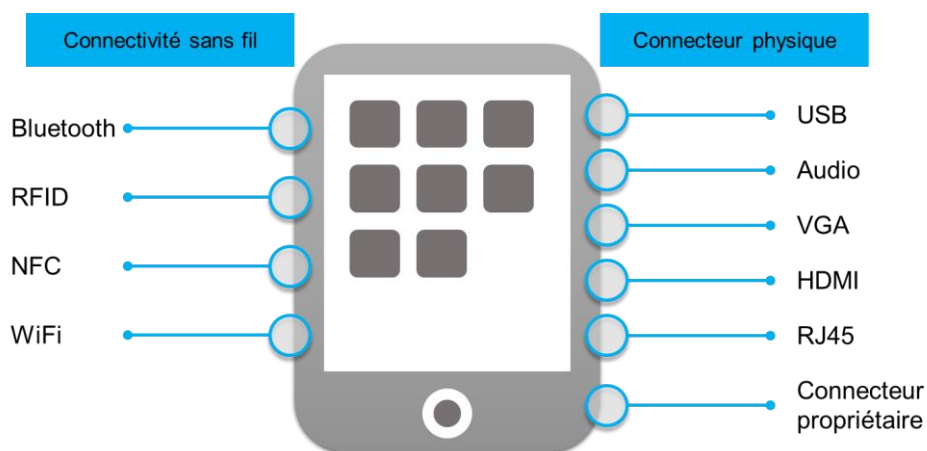 Connectivité sans fil
Connecteur physique
Bluetooth
RFID
NFC
WiFi
USB
Audio
VGA
HDMI
RJ45
Connecteur
propriétaire